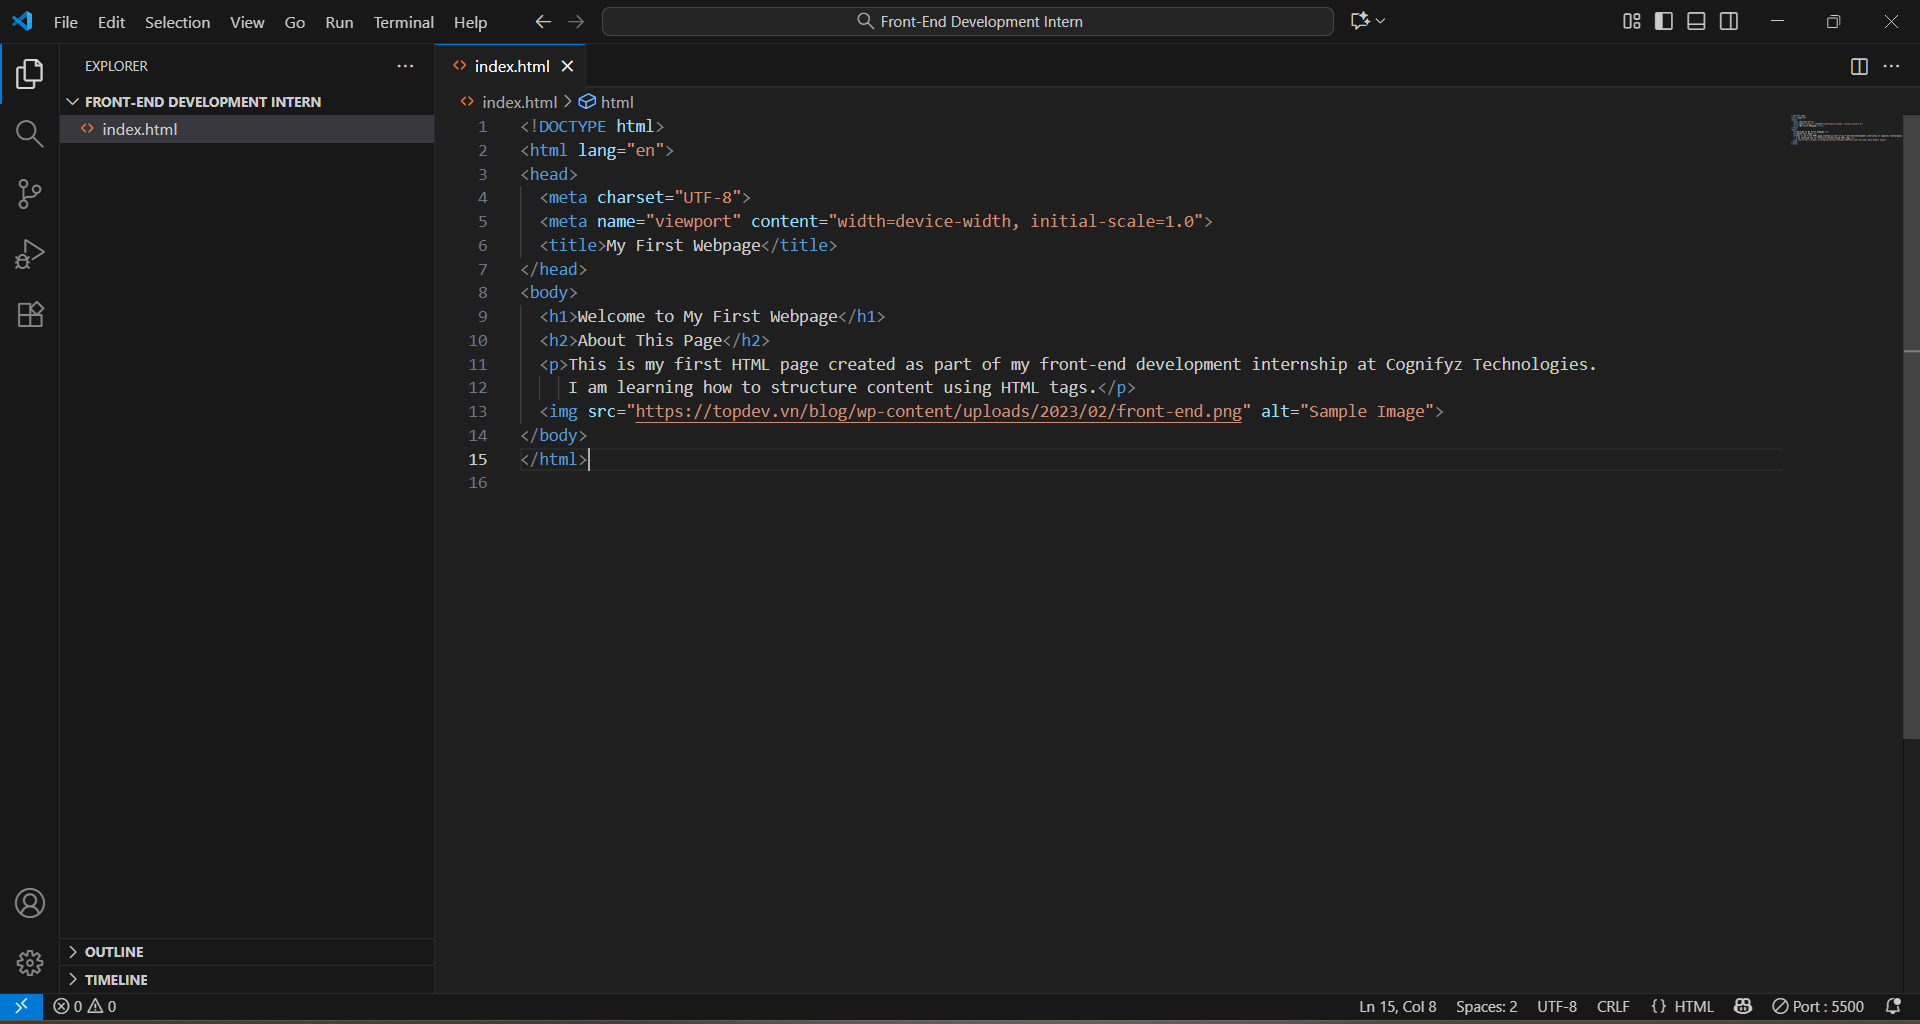 File Edit Selection View Go Run Terminal Help Front-End Development Intern
EXPLORER
FRONT-END DEVELOPMENT INTERN
index.html
OUTLINE
TIMELINE
index.html
index.html > html
1 <!DOCTYPE html>
2 <html lang="en">
3 <head>
4 <meta charset="UTF-8">
5 <meta name="viewport" content="width=device-width, initial-scale=1.0">
6 <title>My First Webpage</title>
7 </head>
8 <body>
9 <h1>Welcome to My First Webpage</h1>
10 <h2>About This Page</h2>
11 <p>This is my first HTML page created as part of my front-end development internship at Cognifyz Technologies.
12 I am learning how to structure content using HTML tags.</p>
13 <img src="https://topdev.vn/blog/wp-content/uploads/2023/02/front-end.png" alt="Sample Image">
14 </body>
15 </html>
16
0 0 Ln 15, Col 8 Spaces: 2 UTF-8 CRLF {} HTML Port : 5500